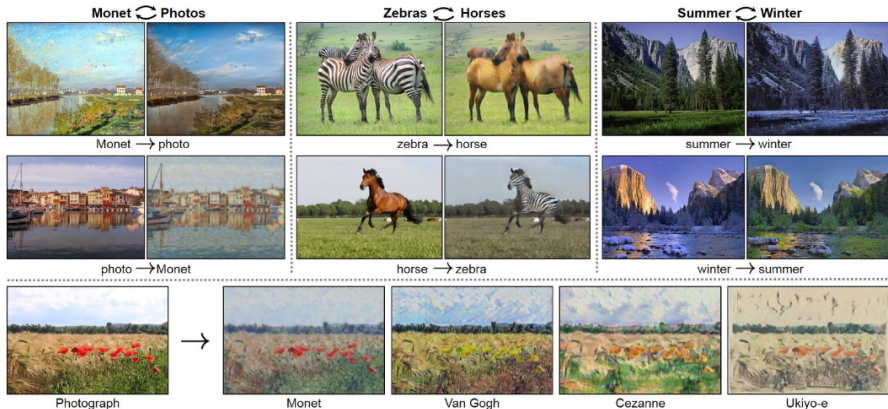 Monet ⟲ Photos
Zebras ⟲ Horses
Summer ⟲ Winter
Monet → photo
zebra → horse
summer → winter
photo → Monet
horse → zebra
winter → summer
Photograph
Monet
Van Gogh
Cezanne
Ukiyo-e